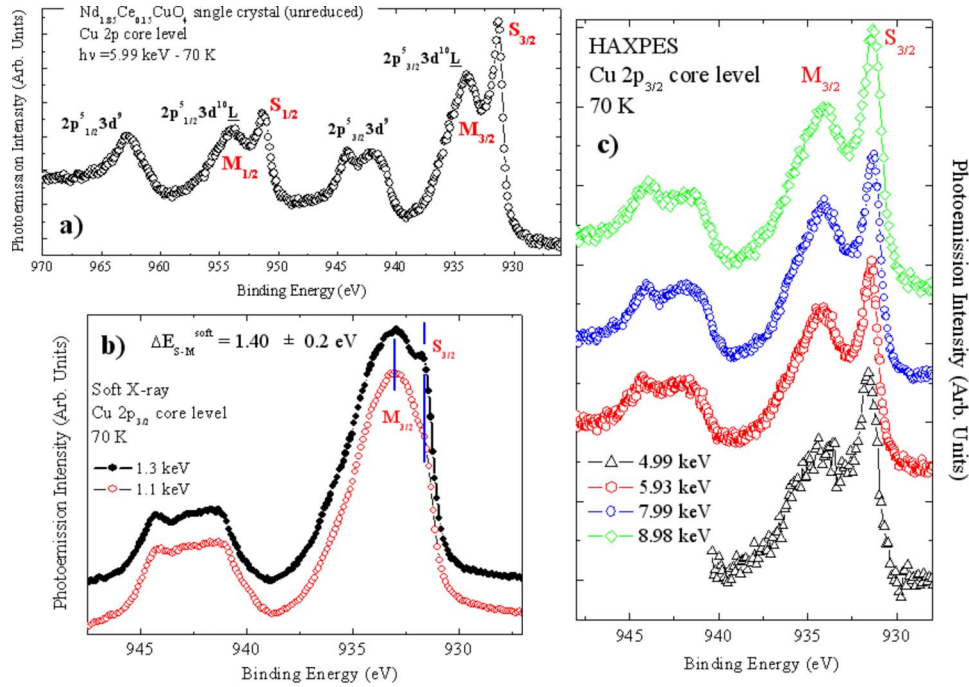 Nd1.85Ce0.15CuO4 single crystal (unreduced)
Cu 2p core level
hν =5.99 keV - 70 K
S3/2
2p⁵3/2 3d¹⁰L
2p⁵1/2 3d⁹
2p⁵1/2 3d¹⁰L
S1/2
2p⁵3/2 3d⁹
M3/2
M1/2
a)
Photoemission Intensity (Arb. Units)
970 965 960 955 950 945 940 935 930
Binding Energy (eV)
b)
ΔE S-M soft = 1.40 ± 0.2 eV
S3/2
Soft X-ray
Cu 2p3/2 core level
70 K
M3/2
1.3 keV
1.1 keV
Photoemission Intensity (Arb. Units)
945 940 935 930
Binding Energy (eV)
HAXPES
Cu 2p3/2 core level
70 K
S3/2
M3/2
c)
4.99 keV
5.93 keV
7.99 keV
8.98 keV
Photoemission Intensity (Arb. Units)
945 940 935 930
Binding Energy (eV)